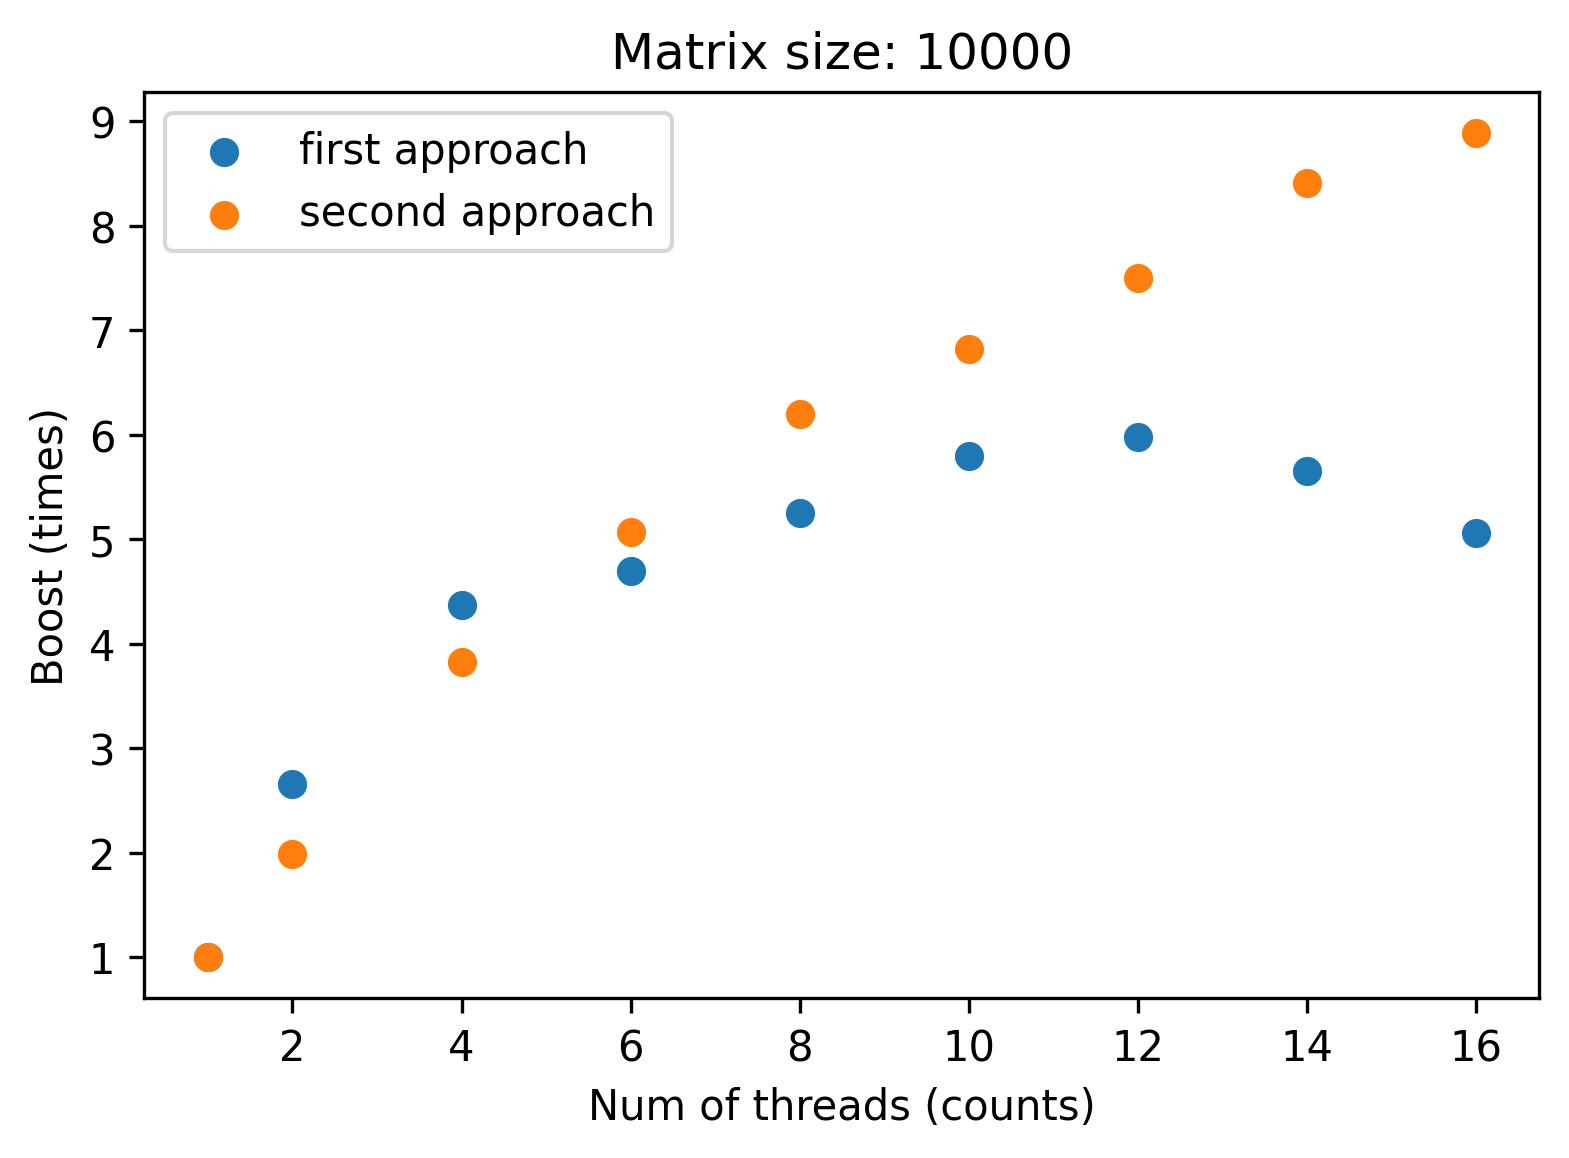 Matrix size: 10000
first approach
second approach
9
8
7
6
5
4
3
2
1
Boost (times)
2 4 6 8 10 12 14 16
Num of threads (counts)